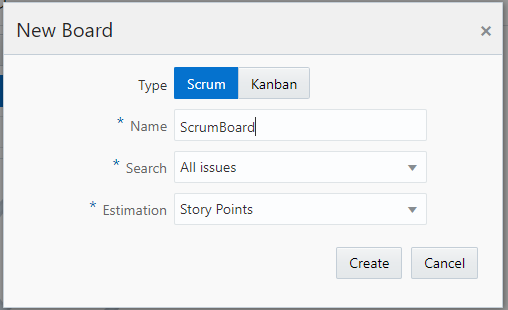 New Board ×
Type Scrum Kanban
* Name ScrumBoard
* Search All issues
* Estimation Story Points
Create Cancel